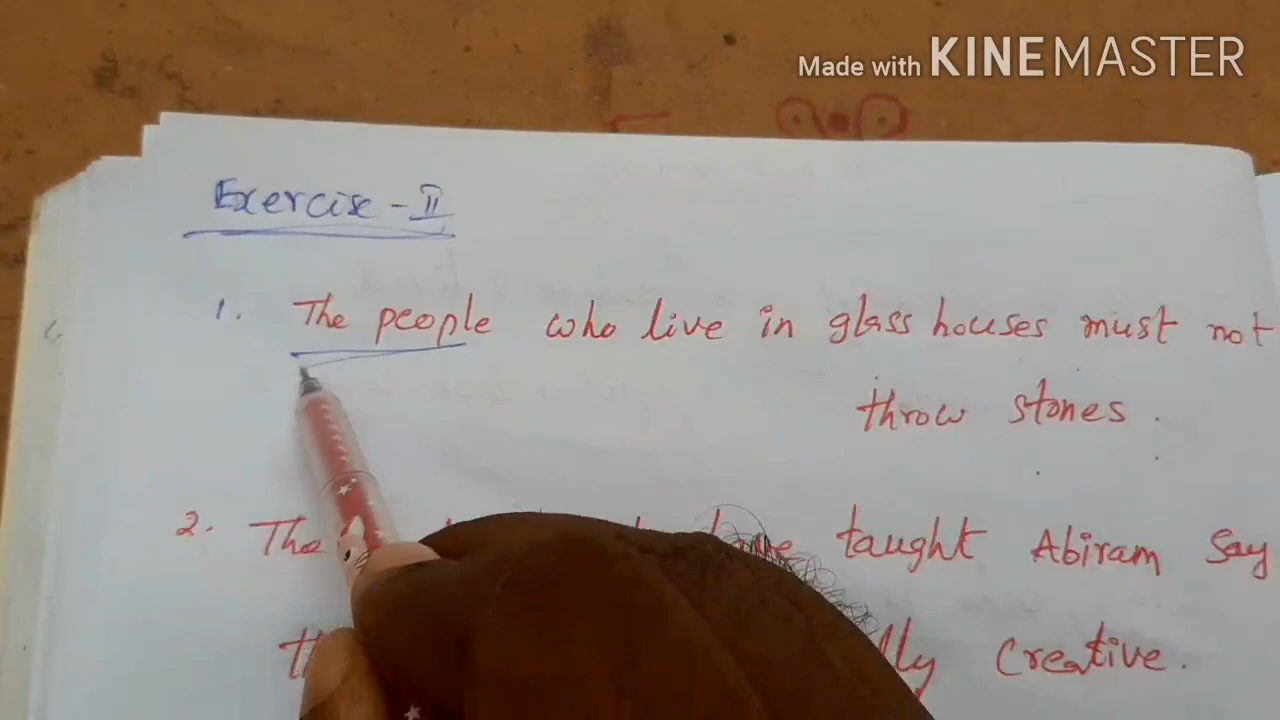 Made with KINEMASTER
Exercise - II
1. The people who live in glass houses must not
throw stones.
2. The have taught Abiram Say
creative.